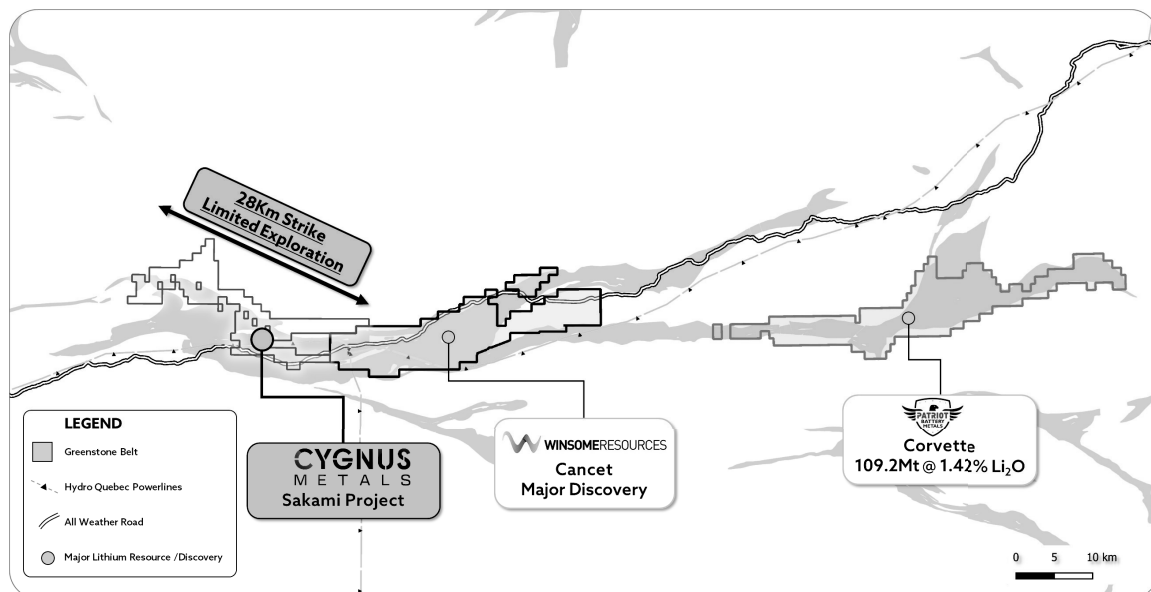 28Km Strike
Limited Exploration
LEGEND
Greenstone Belt
Hydro Quebec Powerlines
All Weather Road
Major Lithium Resource /Discovery
CYGNUS
METALS
Sakami Project
WINSOMERESOURCES
Cancet
Major Discovery
PATRIOT
BATTERY
METALS
Corvette
109.2Mt @ 1.42% Li₂O
0 5 10 km